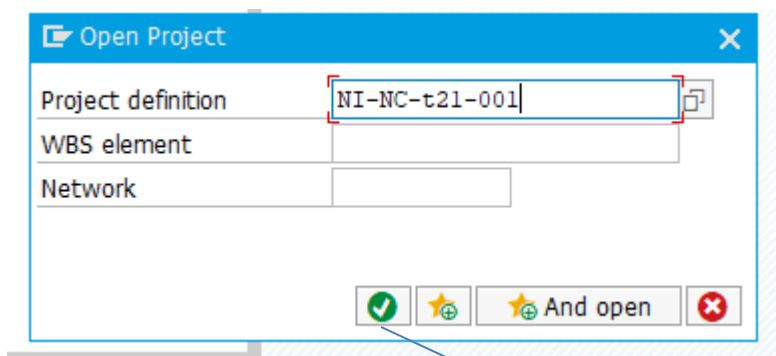 Open Project
Project definition NI-NC-t21-001
WBS element
Network
And open